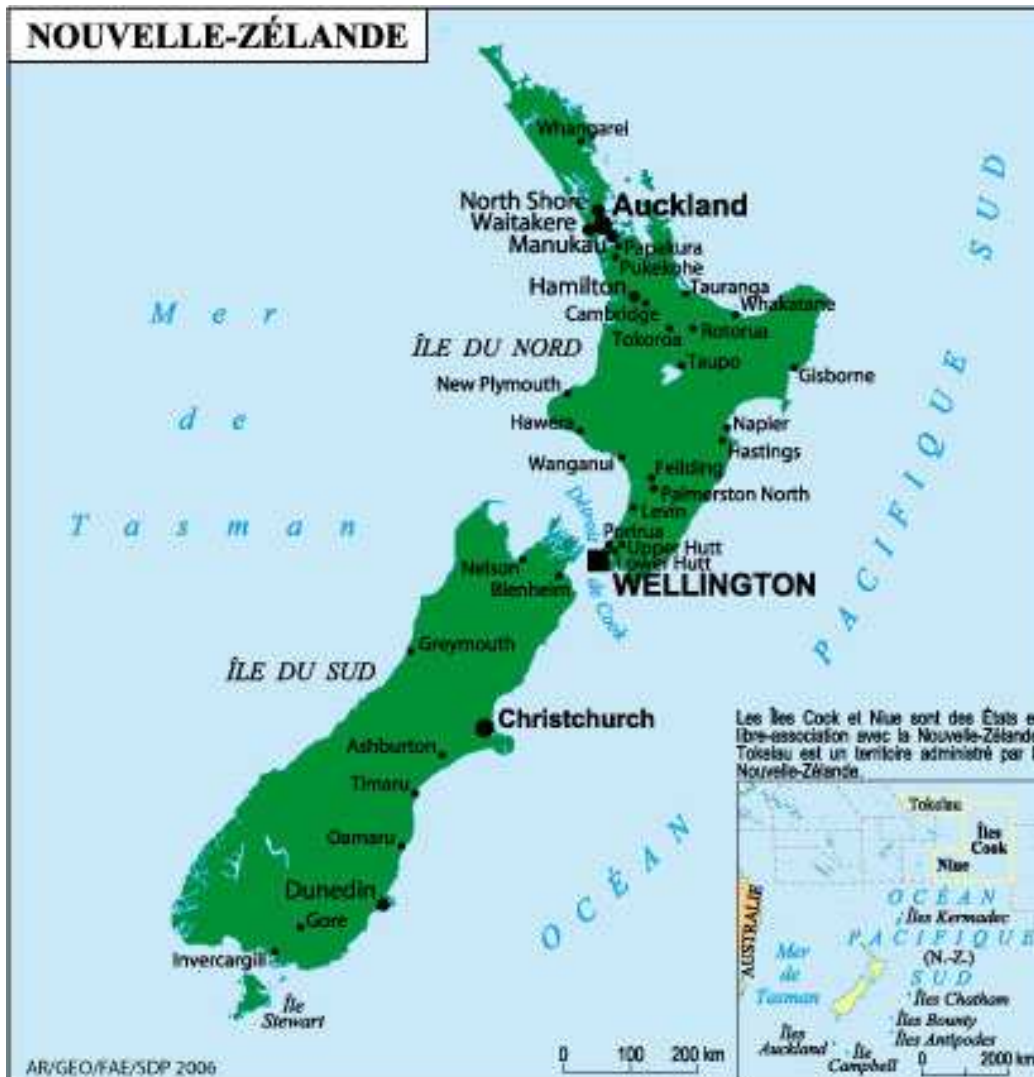 NOUVELLE-ZÉLANDE
Whangarei
North Shore
Auckland
Waitakere
Manukau
Papakura
Pukekohe
Hamilton
Tauranga
Cambridge
Whakatane
Tokoroa
Rotorua
ÎLE DU NORD
Taupo
Gisborne
New Plymouth
Hawera
Napier
Hastings
Wanganui
Feilding
Palmerston North
Levin
Détroit de Cook
Porirua
Upper Hutt
Lower Hutt
WELLINGTON
Nelson
Blenheim
Mer
de
Tasman
OCÉAN PACIFIQUE SUD
Greymouth
ÎLE DU SUD
Christchurch
Ashburton
Timaru
Oamaru
Dunedin
Gore
Invercargill
Île
Stewart
Les Îles Cook et Niue sont des États e
libre-association avec la Nouvelle-Zélande
Tokelau est un territoire administré par l
Nouvelle-Zélande.
Tokelau
Îles
Cook
Niue
AUSTRALIE
OCÉAN
Îles Kermadec
PACIFIQUE
(N.-Z.)
SUD
Mer
de
Tasman
Îles Chatham
Îles Bounty
Îles Antipodes
Îles
Auckland
Île
Campbell
0 2000 km
0 100 200 km
AR/GEO/FAE/SDP 2006